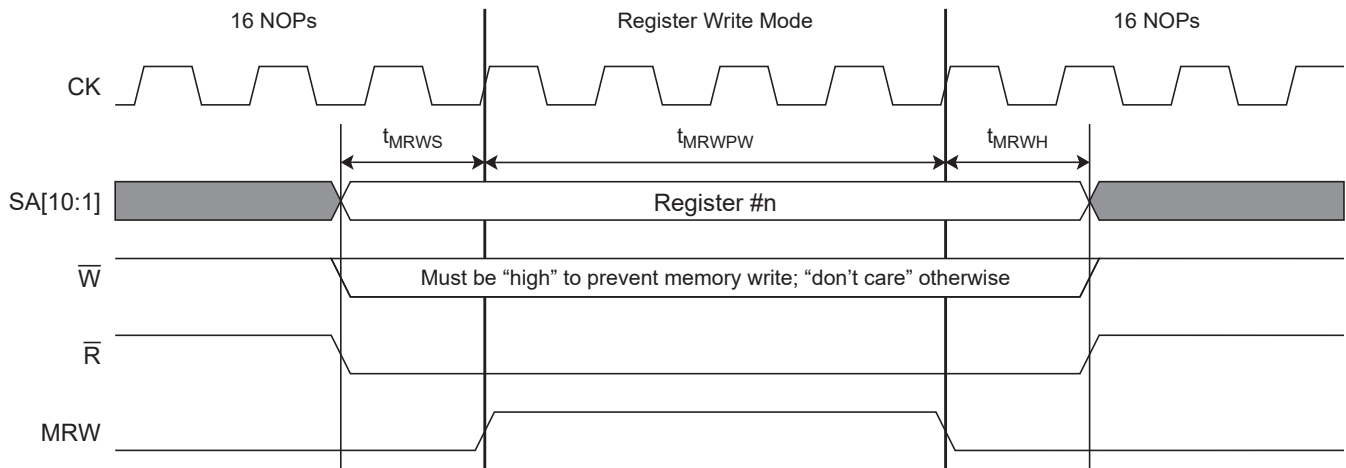 16 NOPs Register Write Mode 16 NOPs
CK
tMRWS tMRWPW tMRWH
SA[10:1] Register #n
W̅ Must be “high” to prevent memory write; “don’t care” otherwise
R̅
MRW